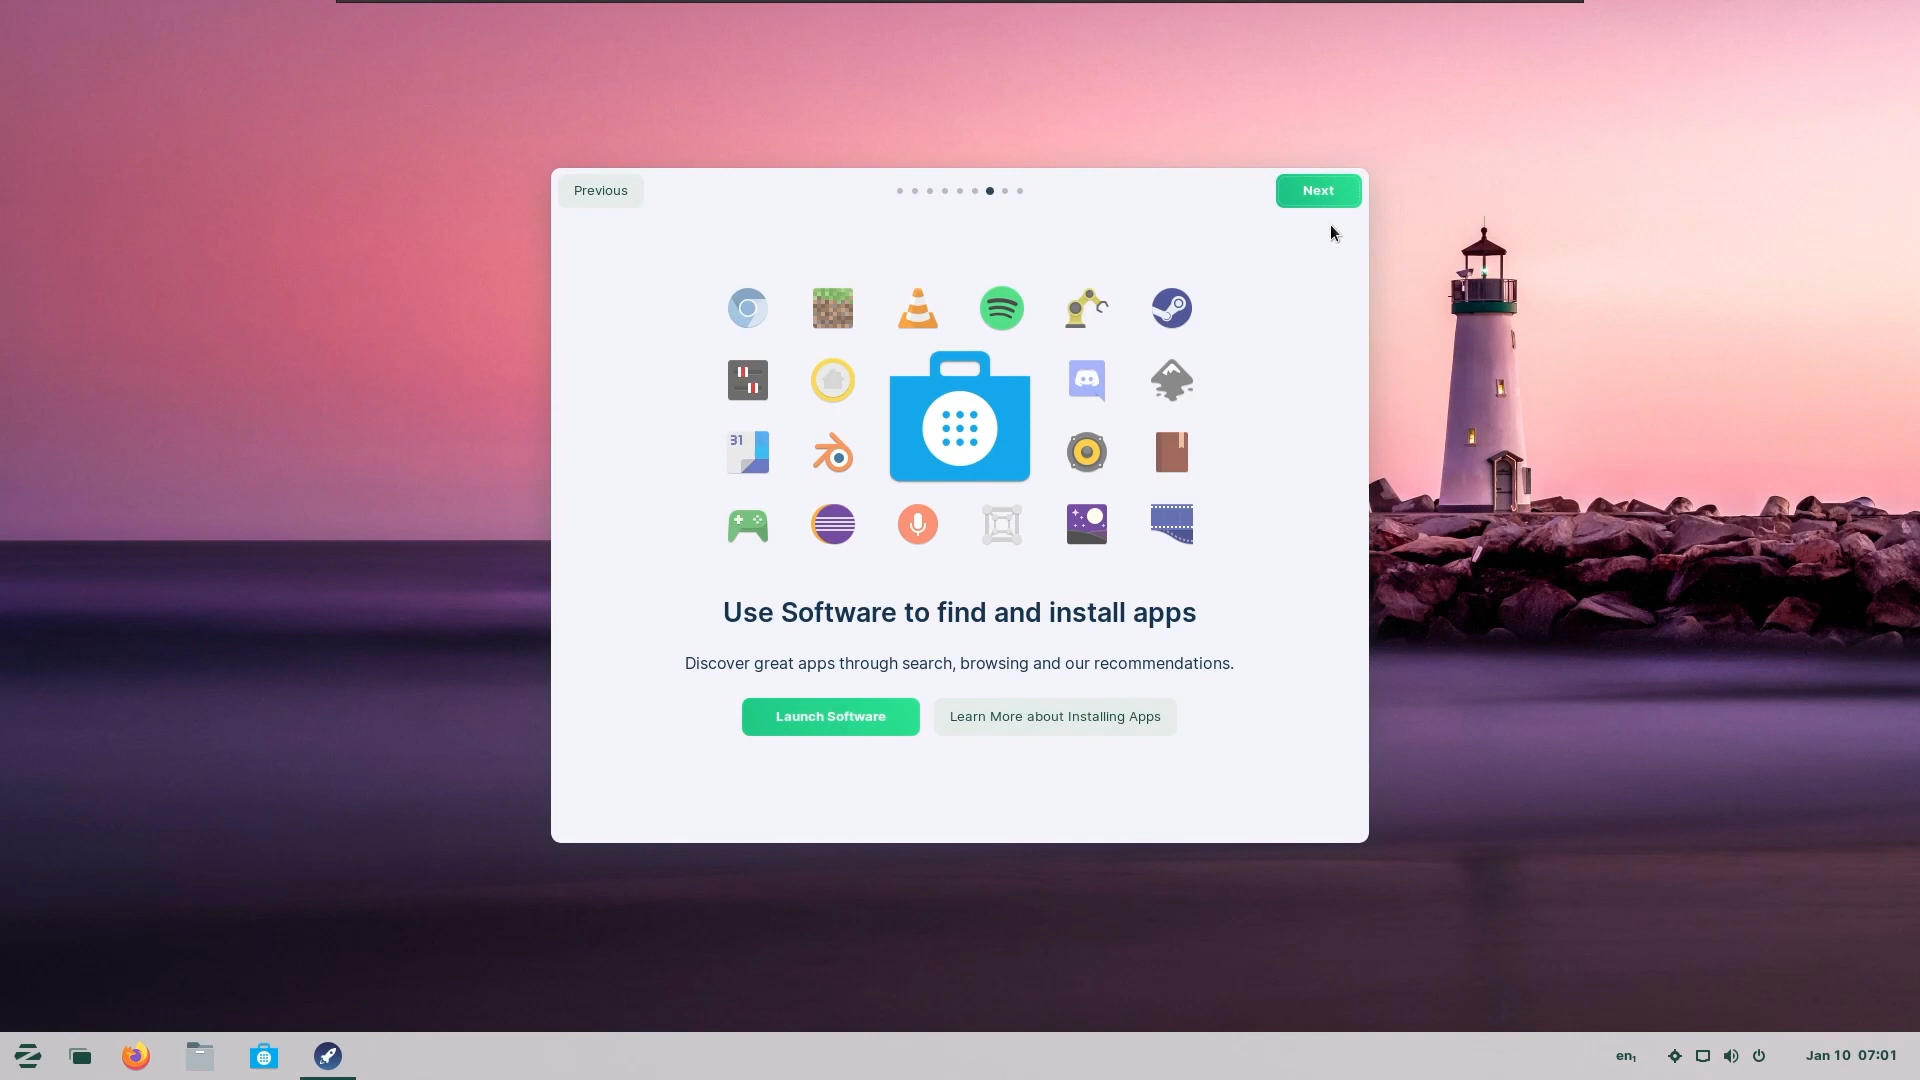 Previous
Next
31
Use Software to find and install apps
Discover great apps through search, browsing and our recommendations.
Launch Software
Learn More about Installing Apps
en₁
Jan 10 07:01